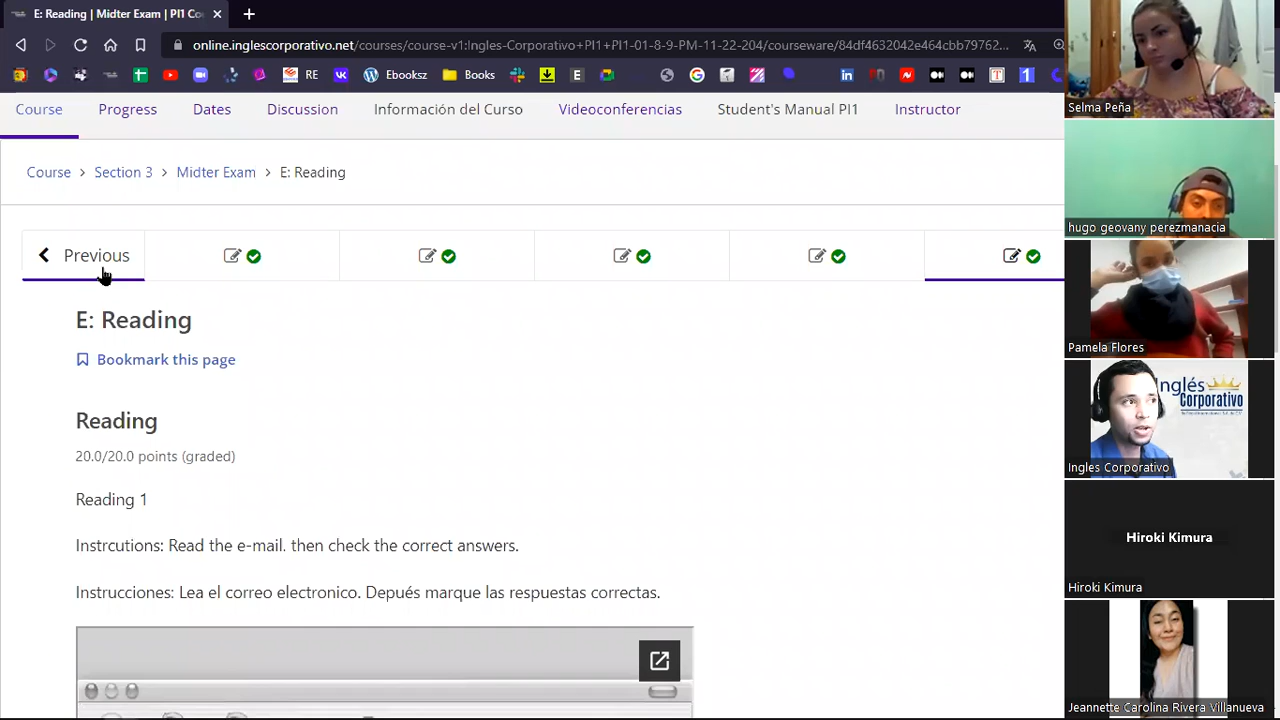 E: Reading | Midter Exam | PI1 Co
online.inglescorporativo.net/courses/course-v1:Ingles-Corporativo+PI1+PI1-01-8-9-PM-11-22-204/courseware/84df4632042e464cbb79762...
RE
Ebooksz
Books
Course
Progress
Dates
Discussion
Información del Curso
Videoconferencias
Student's Manual PI1
Instructor
Course > Section 3 > Midter Exam > E: Reading
Previous
E: Reading
Bookmark this page
Reading
20.0/20.0 points (graded)
Reading 1
Instrcutions: Read the e-mail. then check the correct answers.
Instrucciones: Lea el correo electronico. Depués marque las respuestas correctas.
Selma Peña
hugo geovany perezmanacia
Pamela Flores
Inglés
Corporativo
Ingles Corporativo
Hiroki Kimura
Hiroki Kimura
Jeannette Carolina Rivera Villanueva